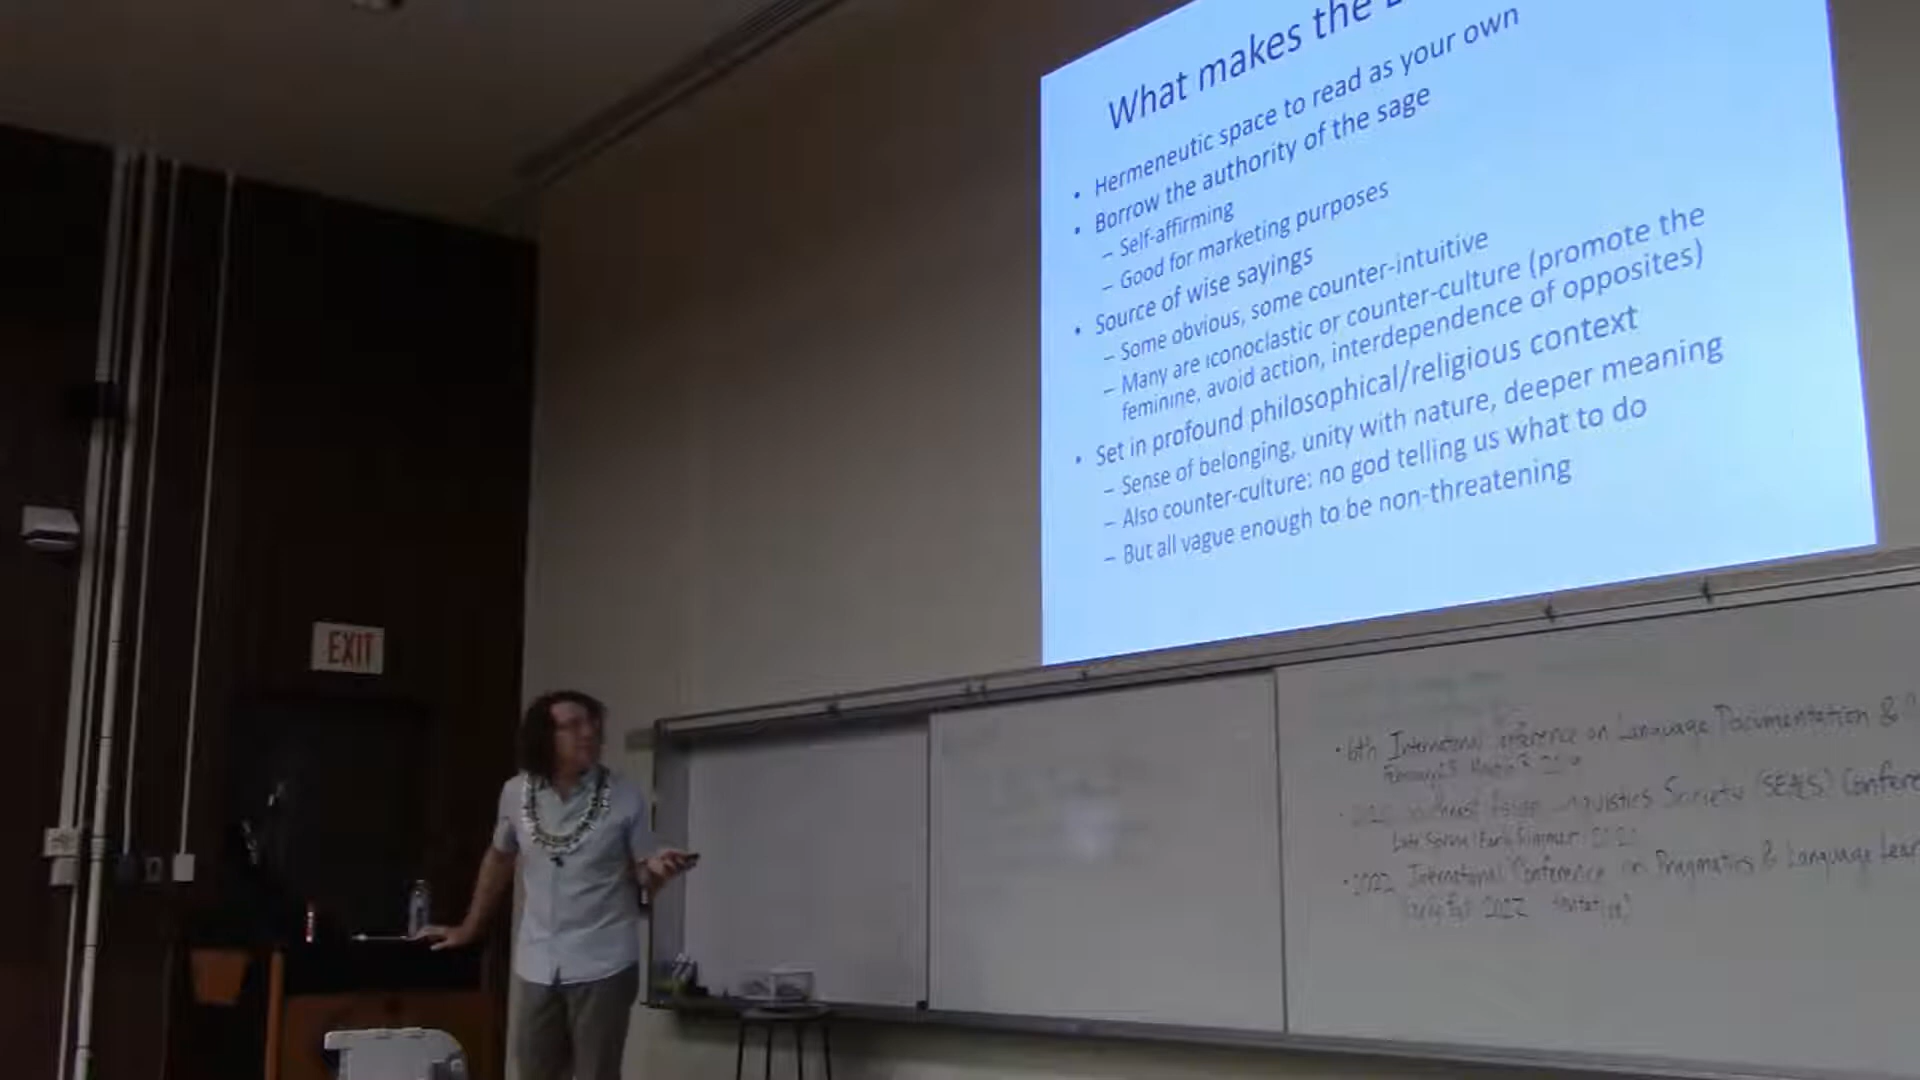 What makes the
• Hermeneutic space to read as your own
• Borrow the authority of the sage
– Self-affirming
– Good for marketing purposes
• Source of wise sayings
– Some obvious, some counter-intuitive
– Many are iconoclastic or counter-culture (promote the
feminine, avoid action, interdependence of opposites)
• Set in profound philosophical/religious context
– Sense of belonging, unity with nature, deeper meaning
– Also counter-culture: no god telling us what to do
– But all vague enough to be non-threatening
EXIT
• 6th International Conference on Language Documentation &
Southeast Asian Linguistics Society (SEALS)
Late Spring/Early Summer
• 2022 International Conference on Pragmatics & Language
2022